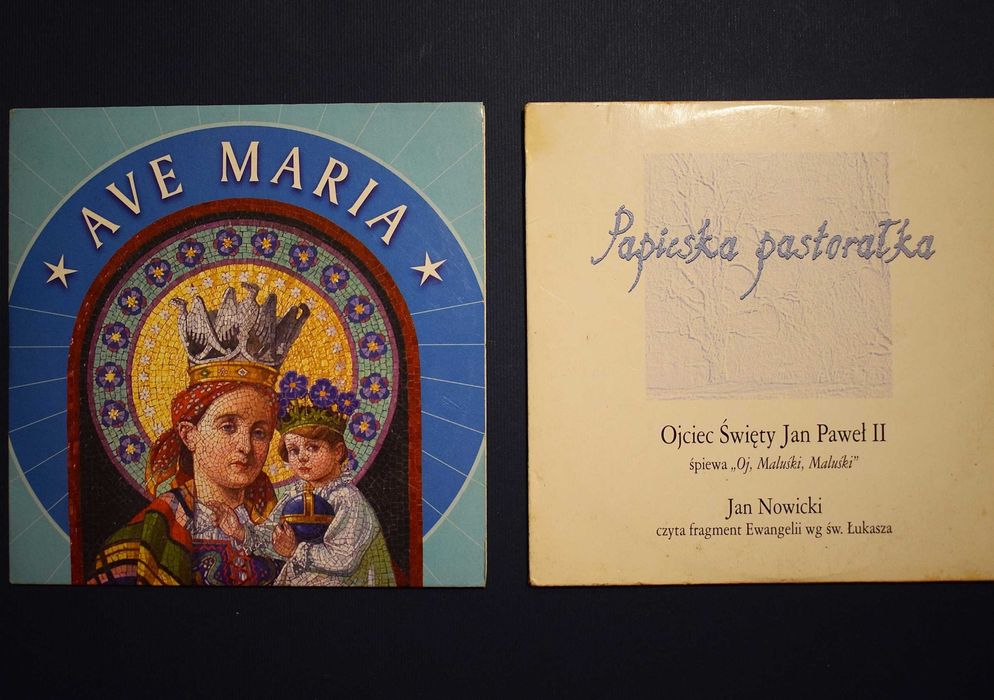 AVE MARIA
Papieska pastorałka
Ojciec Święty Jan Paweł II
śpiewa „Oj, Maluśki, Maluśki”
Jan Nowicki
czyta fragment Ewangelii wg św. Łukasza